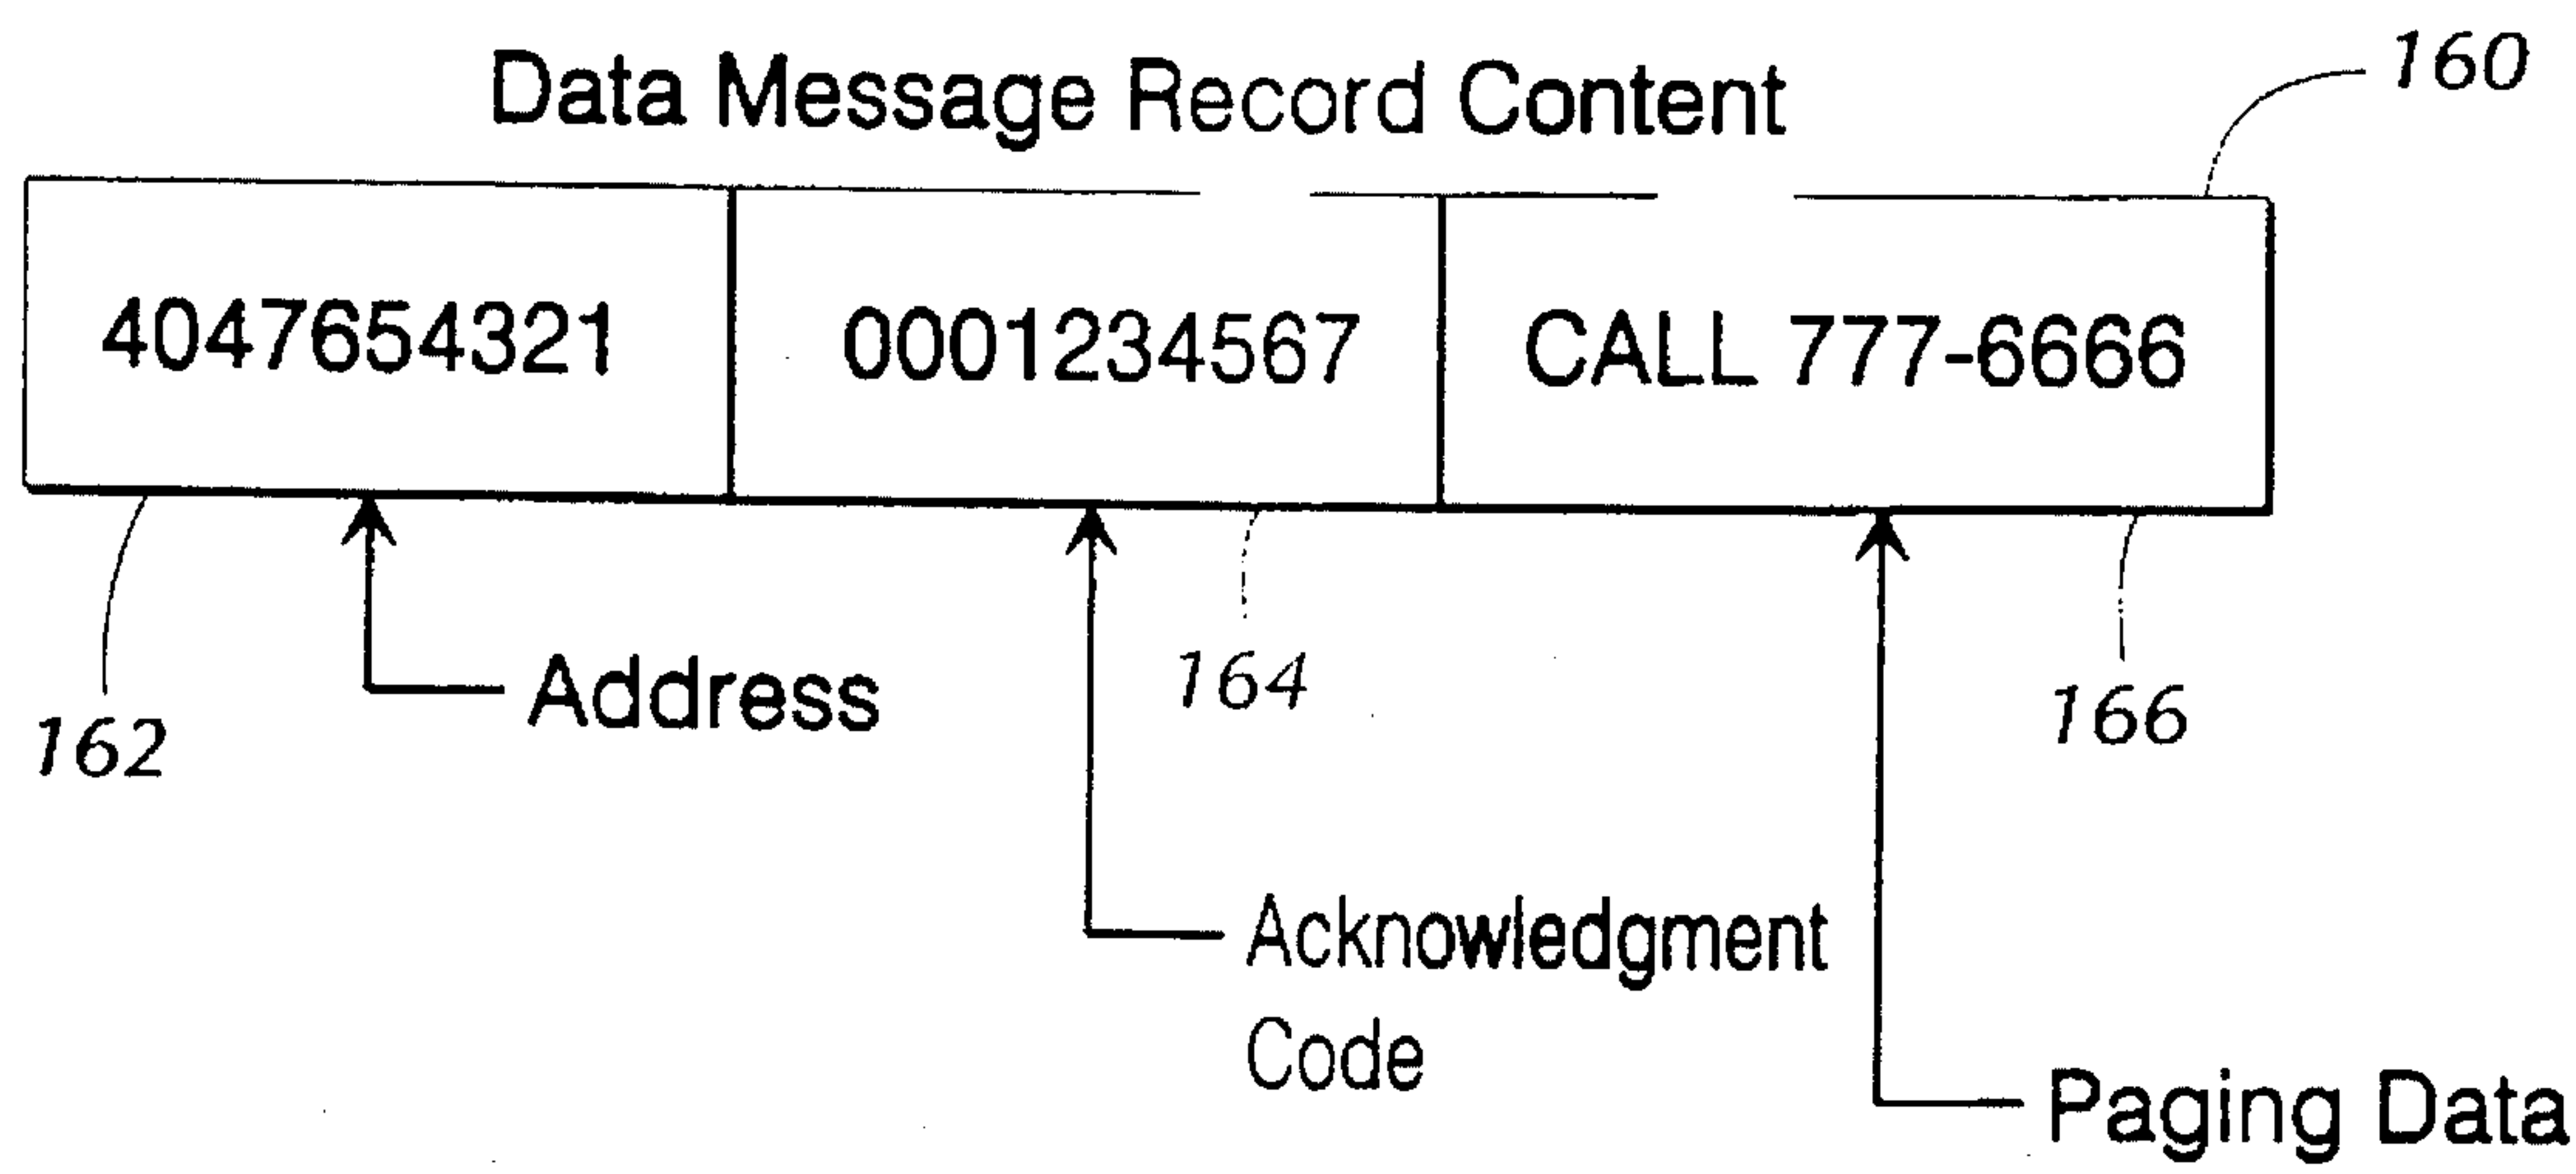 160
Data Message Record Content
4047654321 0001234567 CALL 777-6666
162
Address
164
166
Acknowledgment
Code
Paging Data